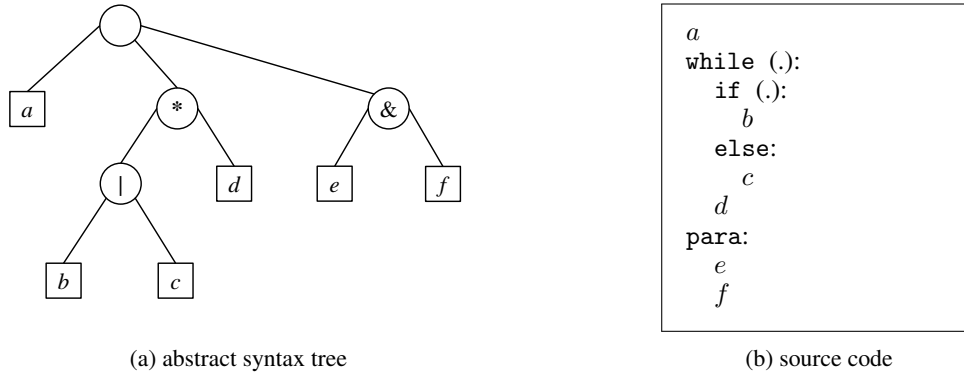 a
*
&
|
d
e
f
b
c
(a) abstract syntax tree
a
while (.):
if (.):
b
else:
c
d
para:
e
f
(b) source code